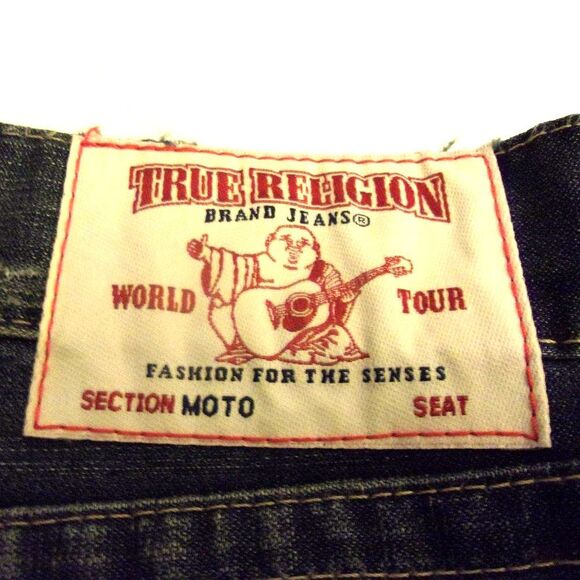 TRUE RELIGION
BRAND JEANS®
WORLD TOUR
FASHION FOR THE SENSES
SECTION MOTO SEAT